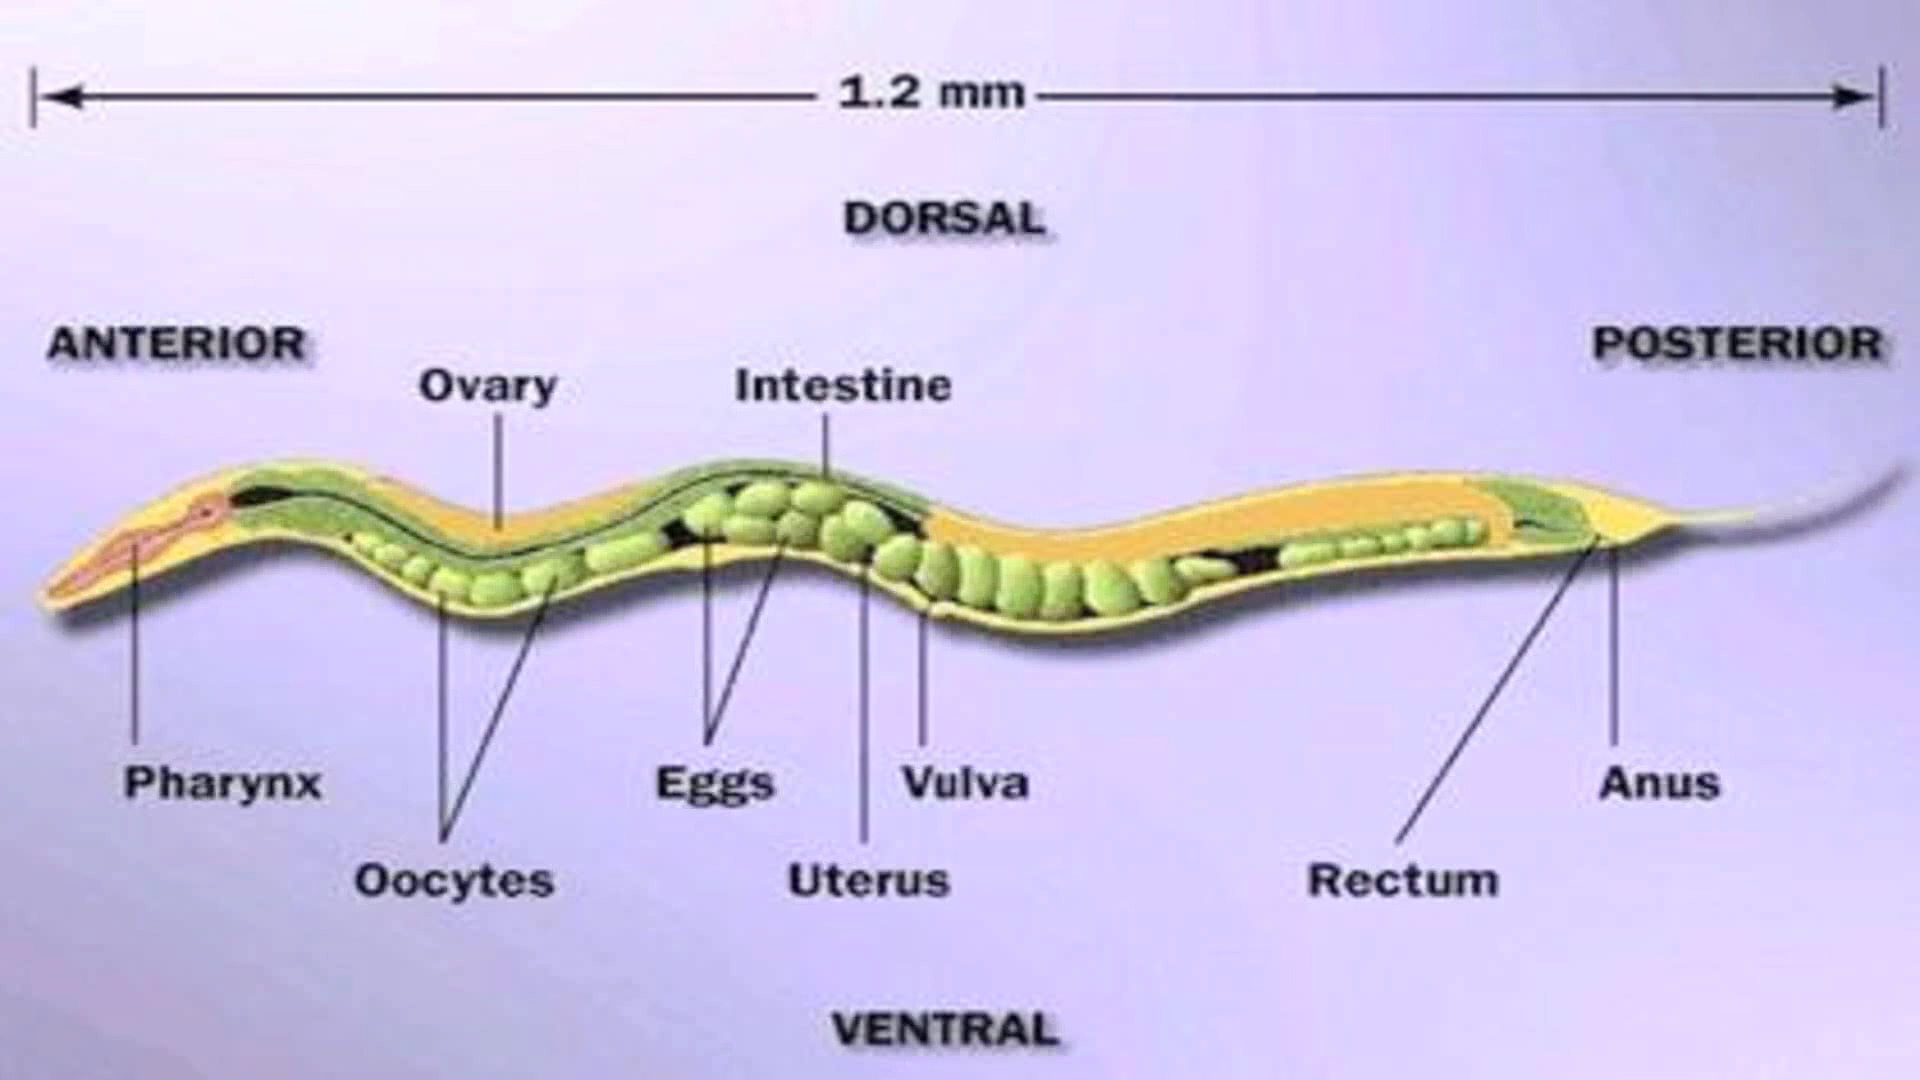 1.2 mm
DORSAL
ANTERIOR
POSTERIOR
Ovary
Intestine
Pharynx
Eggs
Vulva
Anus
Oocytes
Uterus
Rectum
VENTRAL